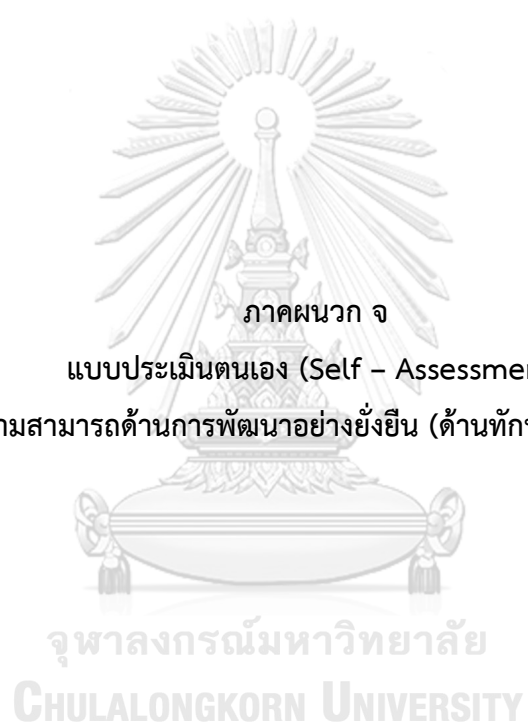 ภาคผนวก จ
แบบประเมินตนเอง (Self – Assessme
ามสามารถด้านการพัฒนาอย่างยั่งยืน (ด้านทัก
จุฬาลงกรณ์มหาวิทยาลัย
CHULALONGKORN UNIVERSITY